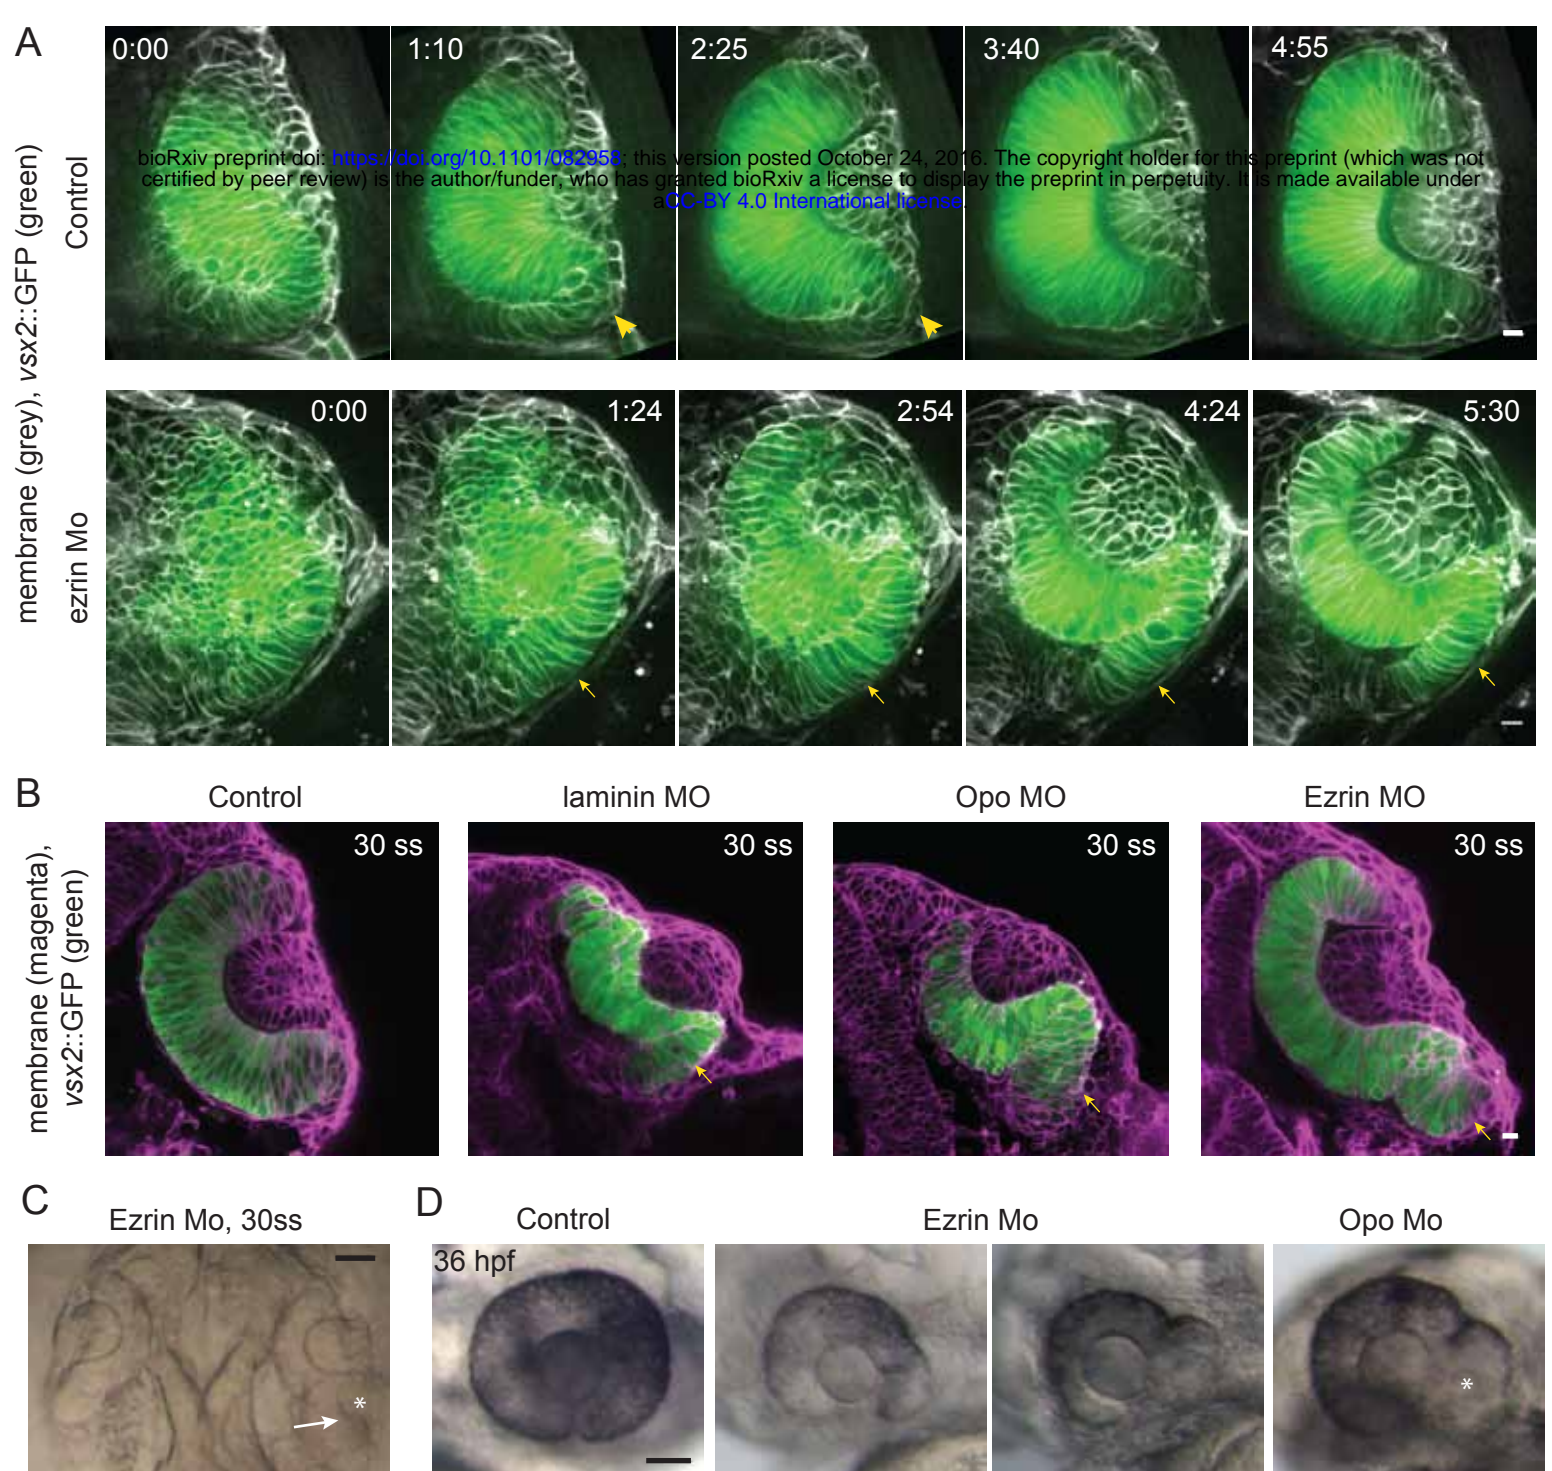 A
0:00
1:10
2:25
3:40
4:55
membrane (grey), vsx2::GFP (green)
Control
bioRxiv preprint doi: https://doi.org/10.1101/082958; this version posted October 24, 2016. The copyright holder for this preprint (which was not
certified by peer review) is the author/funder, who has granted bioRxiv a license to display the preprint in perpetuity. It is made available under
aCC-BY 4.0 International license.
ezrin Mo
0:00
1:24
2:54
4:24
5:30
B
Control
laminin MO
Opo MO
Ezrin MO
membrane (magenta),
vsx2::GFP (green)
30 ss
30 ss
30 ss
30 ss
C
Ezrin Mo, 30ss
*
D
Control
Ezrin Mo
Opo Mo
36 hpf
*